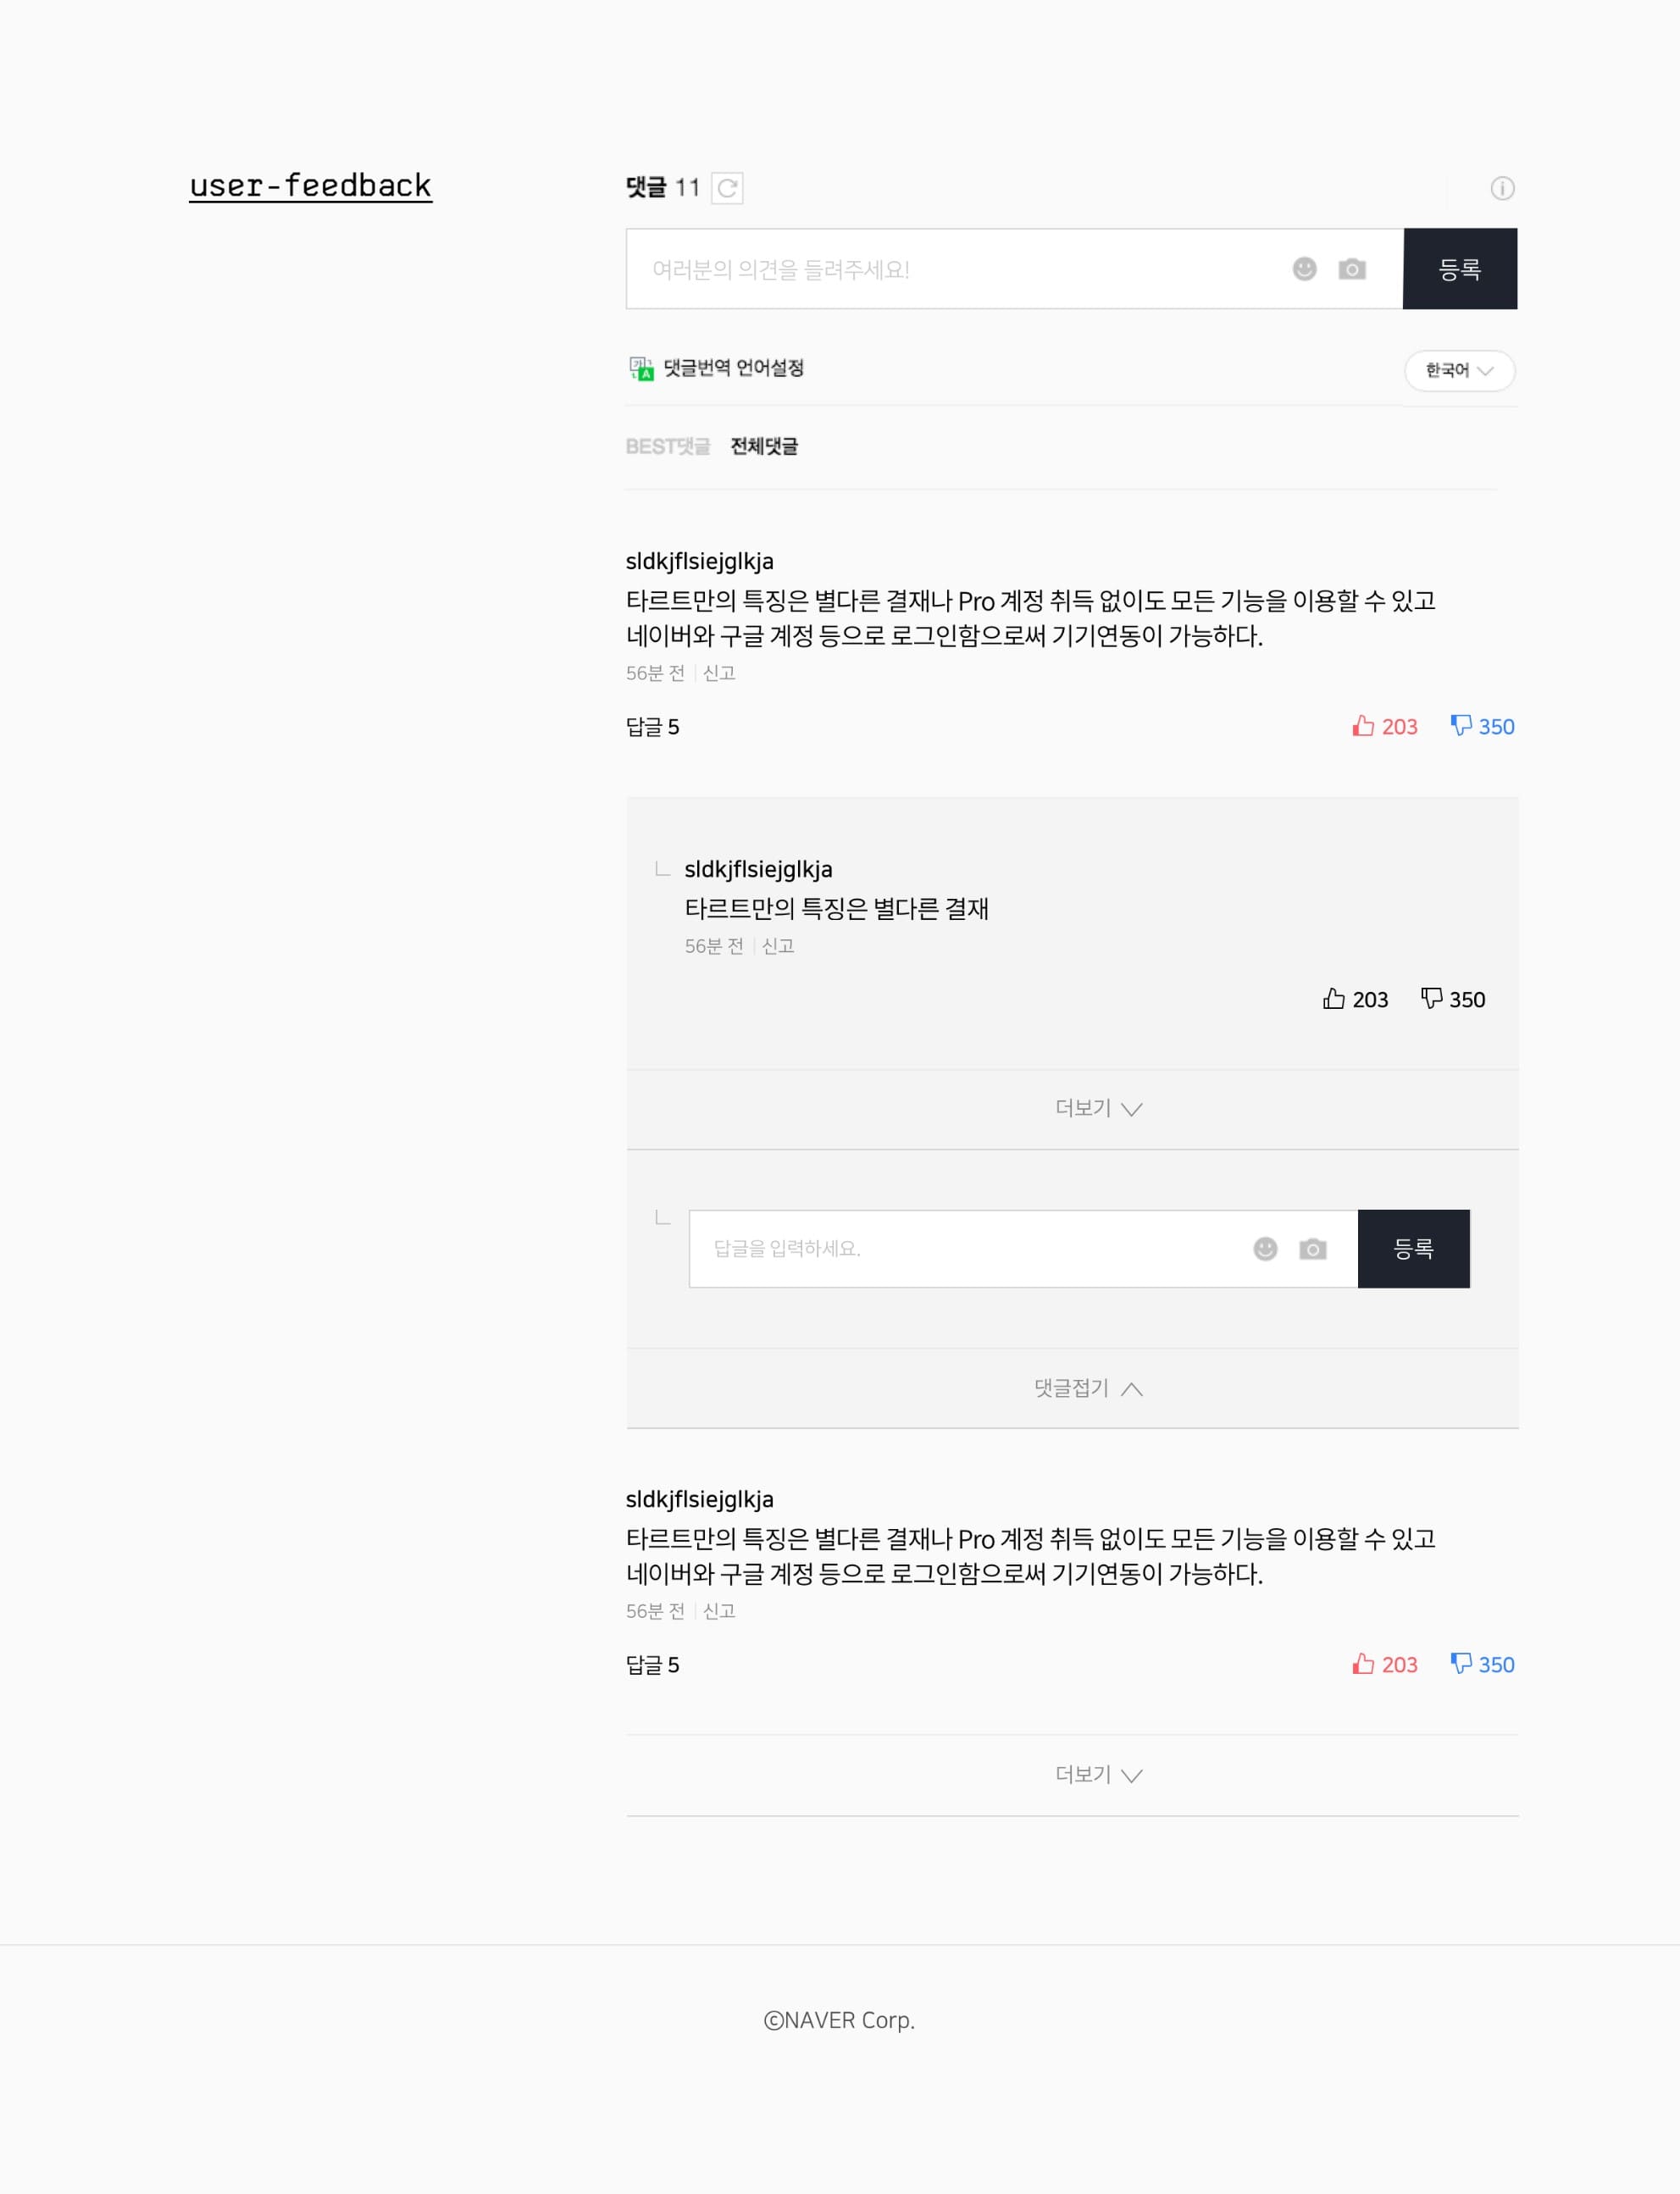 user-feedback
댓글 11
여러분의 의견을 들려주세요!
등록
가
A
댓글번역 언어설정
한국어
BEST댓글 전체댓글
sldkjflsiejglkja
타르트만의 특징은 별다른 결재나 Pro 계정 취득 없이도 모든 기능을 이용할 수 있고
네이버와 구글 계정 등으로 로그인함으로써 기기연동이 가능하다.
56분 전 신고
답글 5
203 350
sldkjflsiejglkja
타르트만의 특징은 별다른 결재
56분 전 신고
203 350
더보기
답글을 입력하세요.
등록
댓글접기
sldkjflsiejglkja
타르트만의 특징은 별다른 결재나 Pro 계정 취득 없이도 모든 기능을 이용할 수 있고
네이버와 구글 계정 등으로 로그인함으로써 기기연동이 가능하다.
56분 전 신고
답글 5
203 350
더보기
ⓒNAVER Corp.